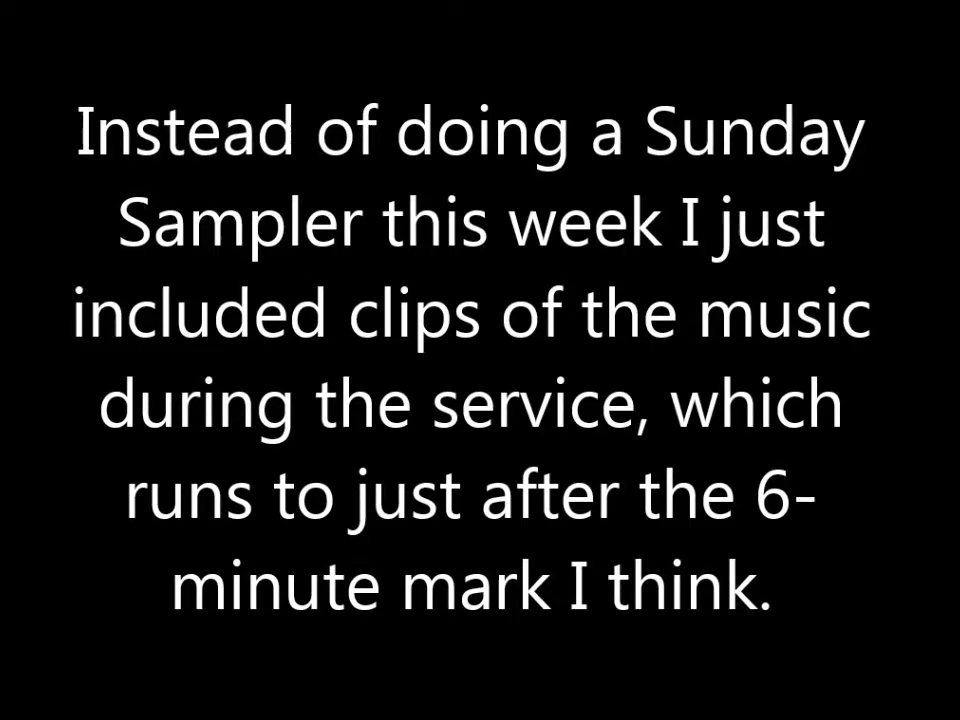 Instead of doing a Sunday
Sampler this week I just
included clips of the music
during the service, which
runs to just after the 6-
minute mark I think.